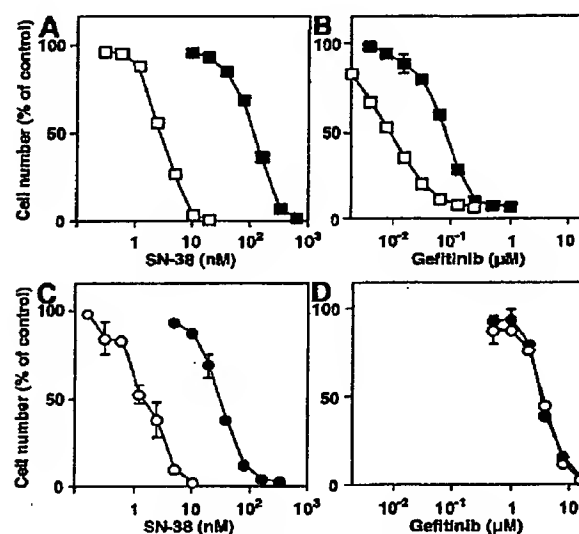 A
B
Cell number (% of control)
100
50
0
1
10
10²
10³
SN-38 (nM)
100
50
0
10⁻²
10⁻¹
1
10
Gefitinib (µM)
C
D
Cell number (% of control)
100
50
0
1
10
10²
10³
SN-38 (nM)
100
50
0
10⁻²
10⁻¹
1
10
Gefitinib (µM)